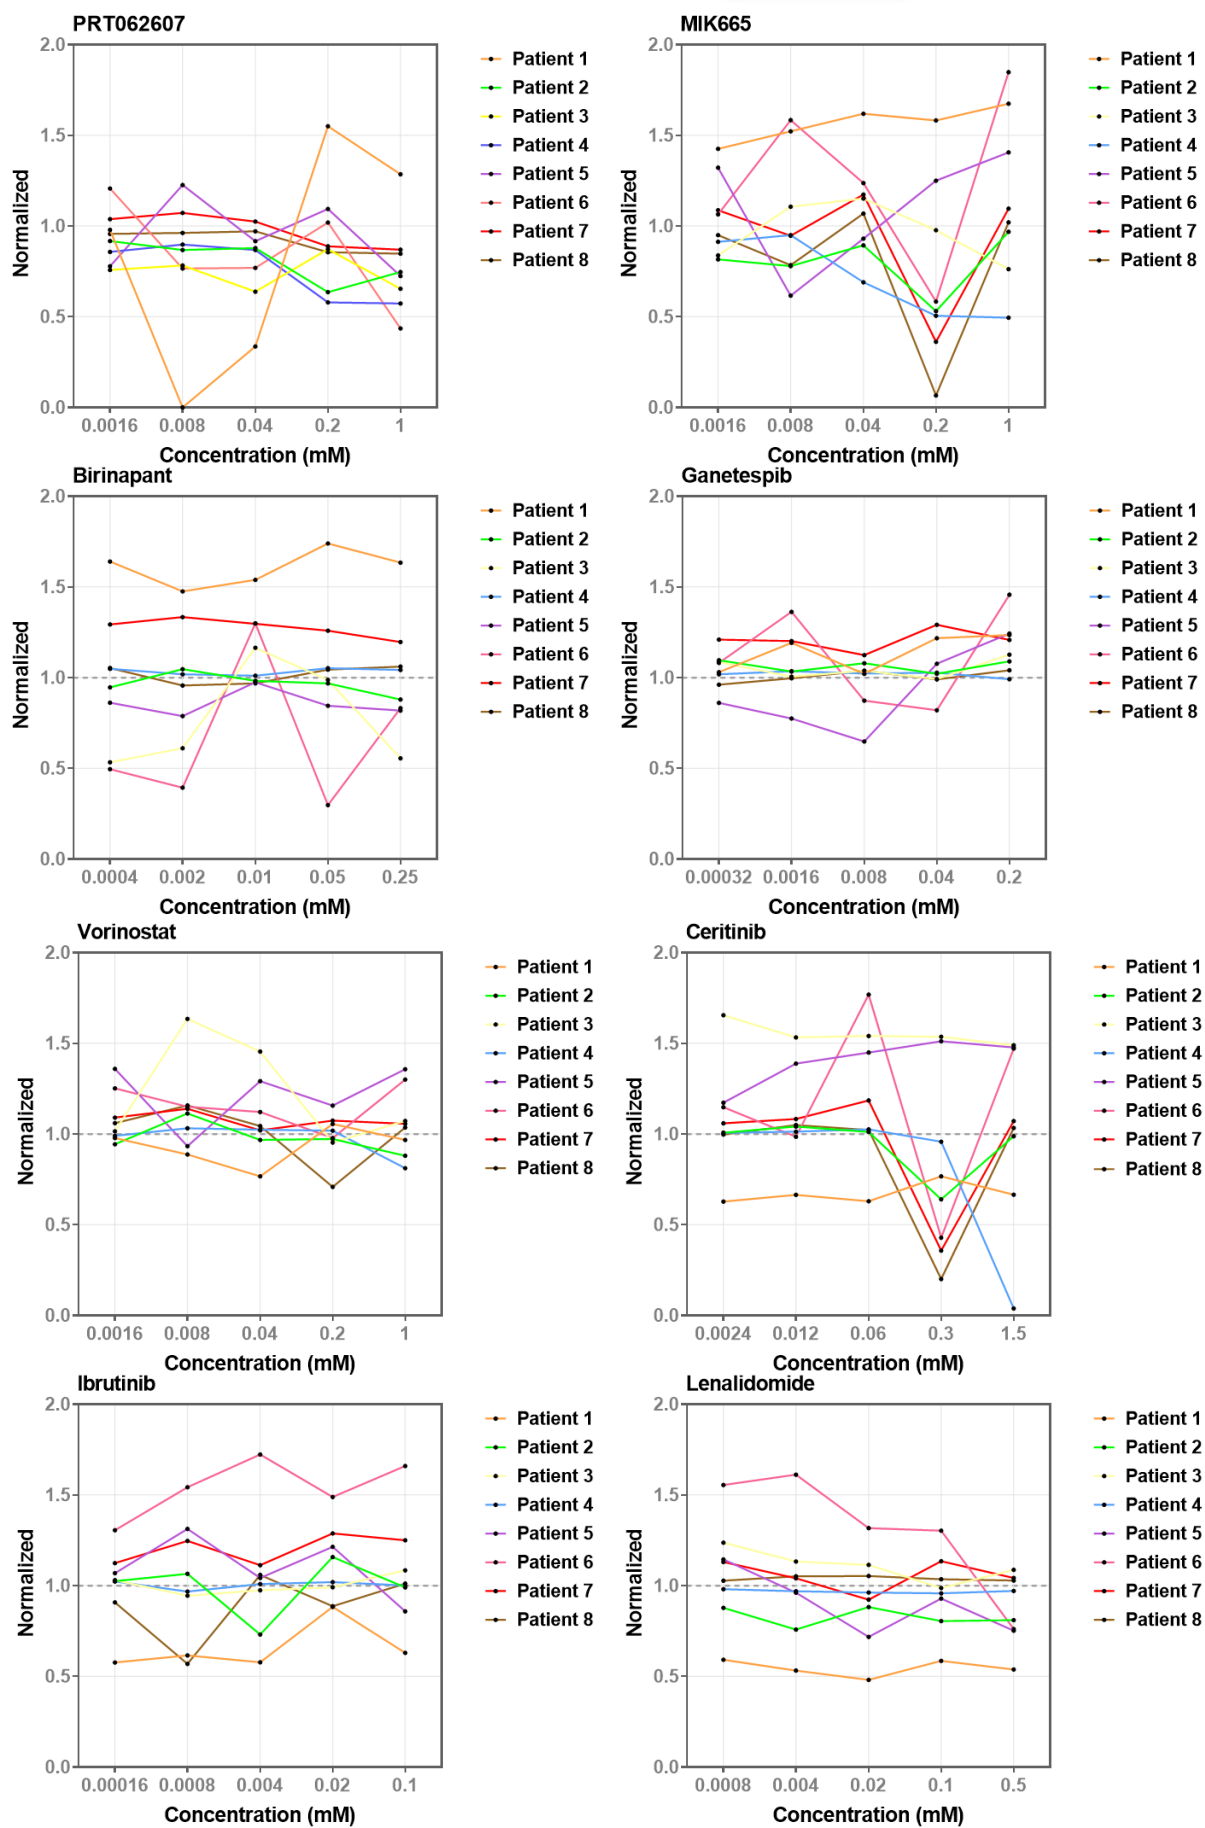 PRT062607
2.0
1.5
1.0
0.5
0.0
Normalized
0.0016 0.008 0.04 0.2 1
Concentration (mM)
Patient 1
Patient 2
Patient 3
Patient 4
Patient 5
Patient 6
Patient 7
Patient 8
MIK665
2.0
1.5
1.0
0.5
0.0
Normalized
0.0016 0.008 0.04 0.2 1
Concentration (mM)
Patient 1
Patient 2
Patient 3
Patient 4
Patient 5
Patient 6
Patient 7
Patient 8
Birinapant
2.0
1.5
1.0
0.5
0.0
Normalized
0.0004 0.002 0.01 0.05 0.25
Concentration (mM)
Patient 1
Patient 2
Patient 3
Patient 4
Patient 5
Patient 6
Patient 7
Patient 8
Ganetespib
2.0
1.5
1.0
0.5
0.0
Normalized
0.00032 0.0016 0.008 0.04 0.2
Concentration (mM)
Patient 1
Patient 2
Patient 3
Patient 4
Patient 5
Patient 6
Patient 7
Patient 8
Vorinostat
2.0
1.5
1.0
0.5
0.0
Normalized
0.0016 0.008 0.04 0.2 1
Concentration (mM)
Patient 1
Patient 2
Patient 3
Patient 4
Patient 5
Patient 6
Patient 7
Patient 8
Ceritinib
2.0
1.5
1.0
0.5
0.0
Normalized
0.0024 0.012 0.06 0.3 1.5
Concentration (mM)
Patient 1
Patient 2
Patient 3
Patient 4
Patient 5
Patient 6
Patient 7
Patient 8
Ibrutinib
2.0
1.5
1.0
0.5
0.0
Normalized
0.00016 0.0008 0.004 0.02 0.1
Concentration (mM)
Patient 1
Patient 2
Patient 3
Patient 4
Patient 5
Patient 6
Patient 7
Patient 8
Lenalidomide
2.0
1.5
1.0
0.5
0.0
Normalized
0.0008 0.004 0.02 0.1 0.5
Concentration (mM)
Patient 1
Patient 2
Patient 3
Patient 4
Patient 5
Patient 6
Patient 7
Patient 8